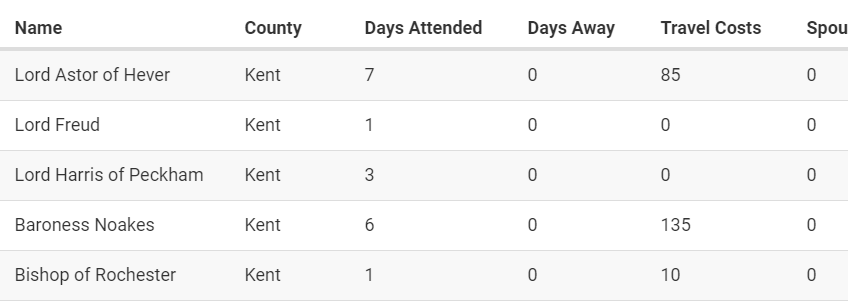 Name County Days Attended Days Away Travel Costs Spou
Lord Astor of Hever Kent 7 0 85 0
Lord Freud Kent 1 0 0 0
Lord Harris of Peckham Kent 3 0 0 0
Baroness Noakes Kent 6 0 135 0
Bishop of Rochester Kent 1 0 10 0